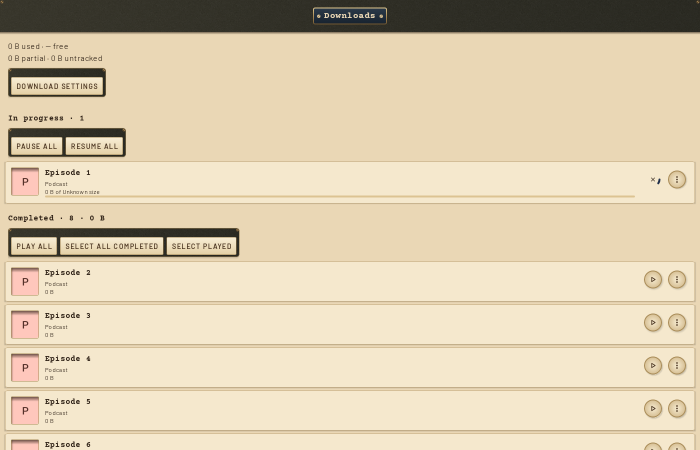 Downloads
0 B used · — free
0 B partial · 0 B untracked
DOWNLOAD SETTINGS
In progress · 1
PAUSE ALL RESUME ALL
P
Episode 1
Podcast
0 B of Unknown size
Completed · 8 · 0 B
PLAY ALL SELECT ALL COMPLETED SELECT PLAYED
P
Episode 2
Podcast
0 B
P
Episode 3
Podcast
0 B
P
Episode 4
Podcast
0 B
P
Episode 5
Podcast
0 B
P
Episode 6